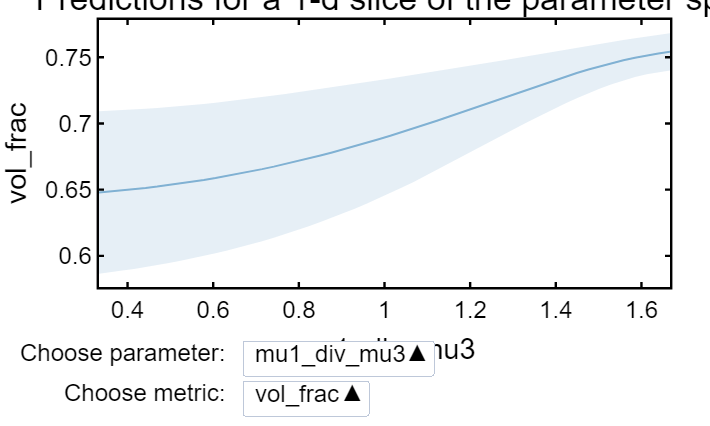 Predictions for a 1-d slice of the parameter sp
0.75
0.7
0.65
0.6
vol_frac
0.4 0.6 0.8 1 1.2 1.4 1.6
Choose parameter: mu1_div_mu3▲
Choose metric: vol_frac▲